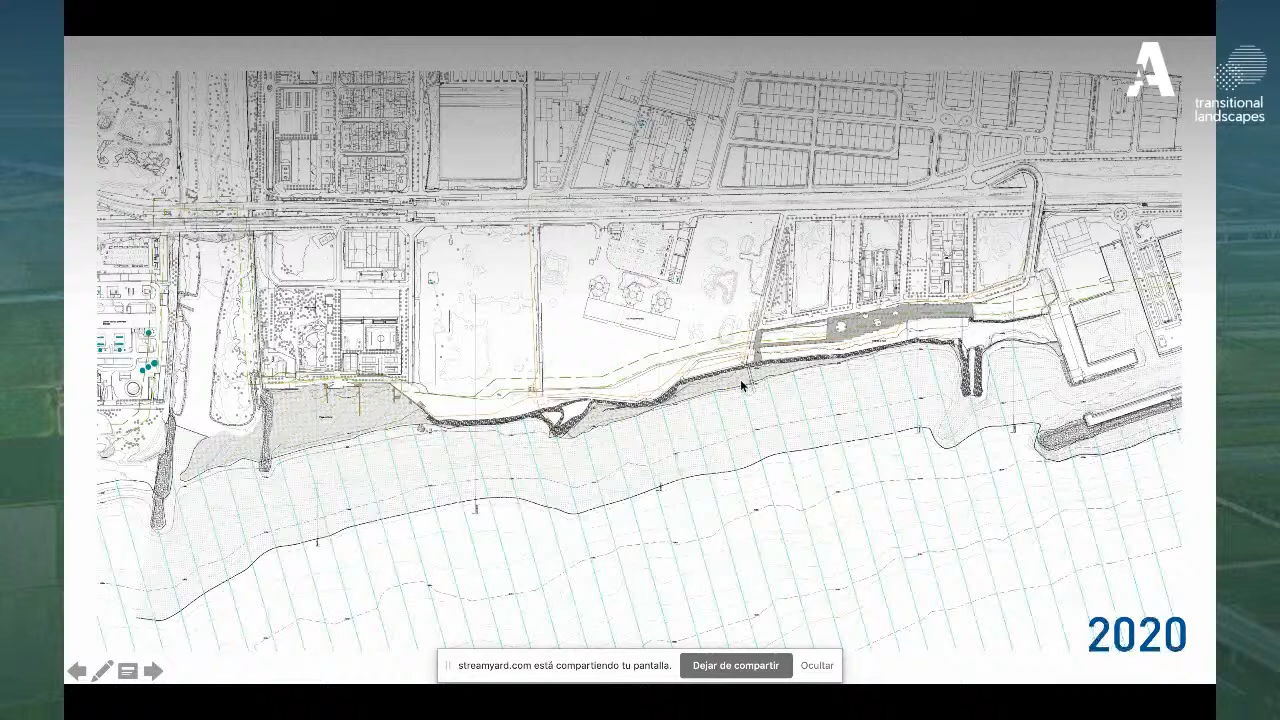 transitional
landscapes
2020
streamyard.com está compartiendo tu pantalla.
Dejar de compartir
Ocultar